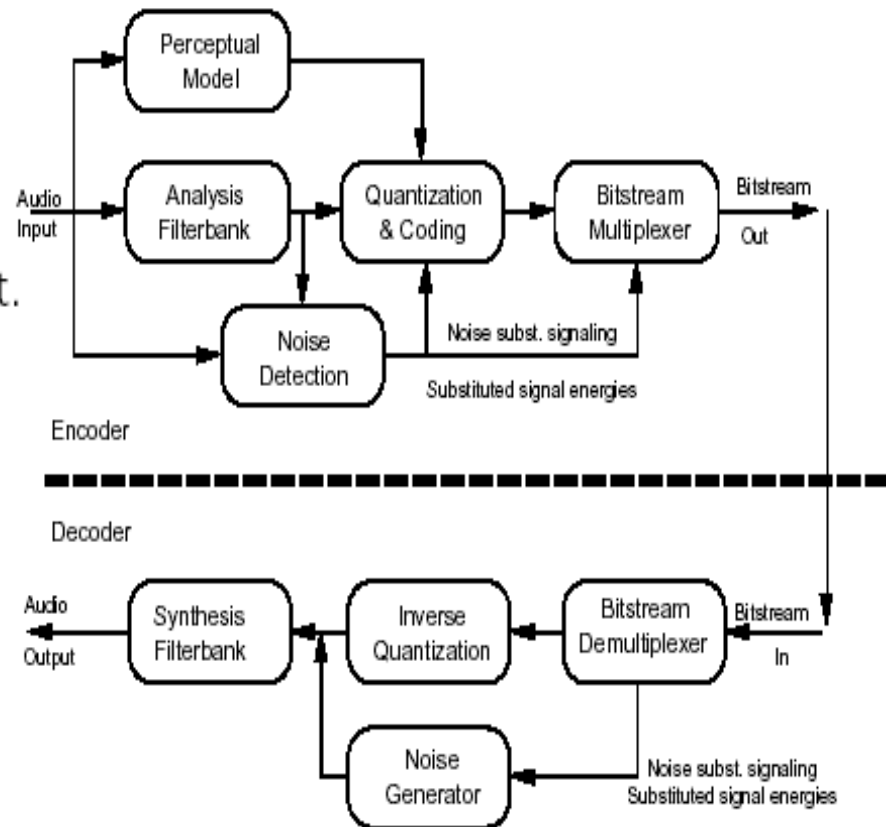 Perceptual
Model
Audio
Input
Analysis
Filterbank
Quantization
& Coding
Bitstream
Multiplexer
Bitstream
Out
t.
Noise
Detection
Noise subst. signaling
Substituted signal energies
Encoder
Decoder
Audio
Output
Synthesis
Filterbank
Inverse
Quantization
Bitstream
Demultiplexer
Bitstream
In
Noise
Generator
Noise subst. signaling
Substituted signal energies